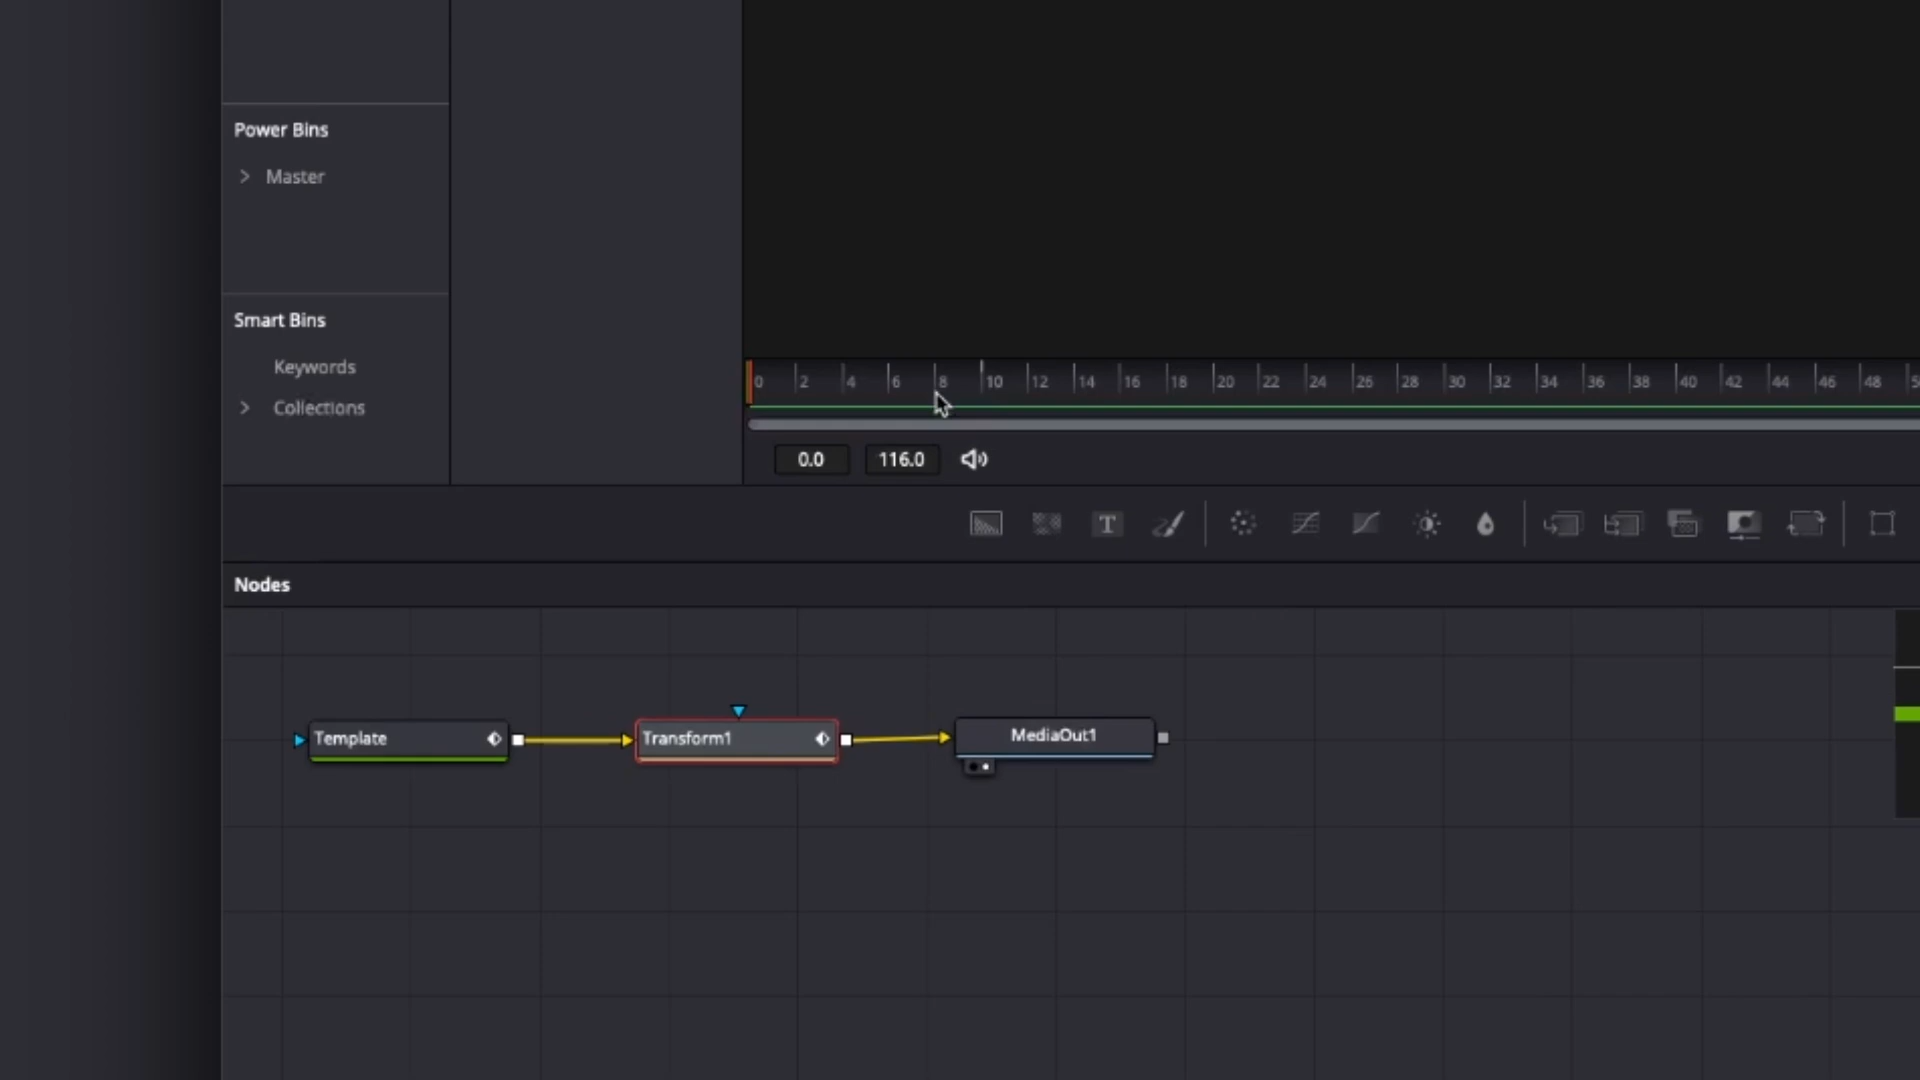 Power Bins
Master
Smart Bins
Keywords
Collections
0 2 4 6 8 10 12 14 16 18 20 22 24 26 28 30 32 34 36 38 40 42 44 46 48
0.0 116.0
T
Nodes
Template Transform1 MediaOut1